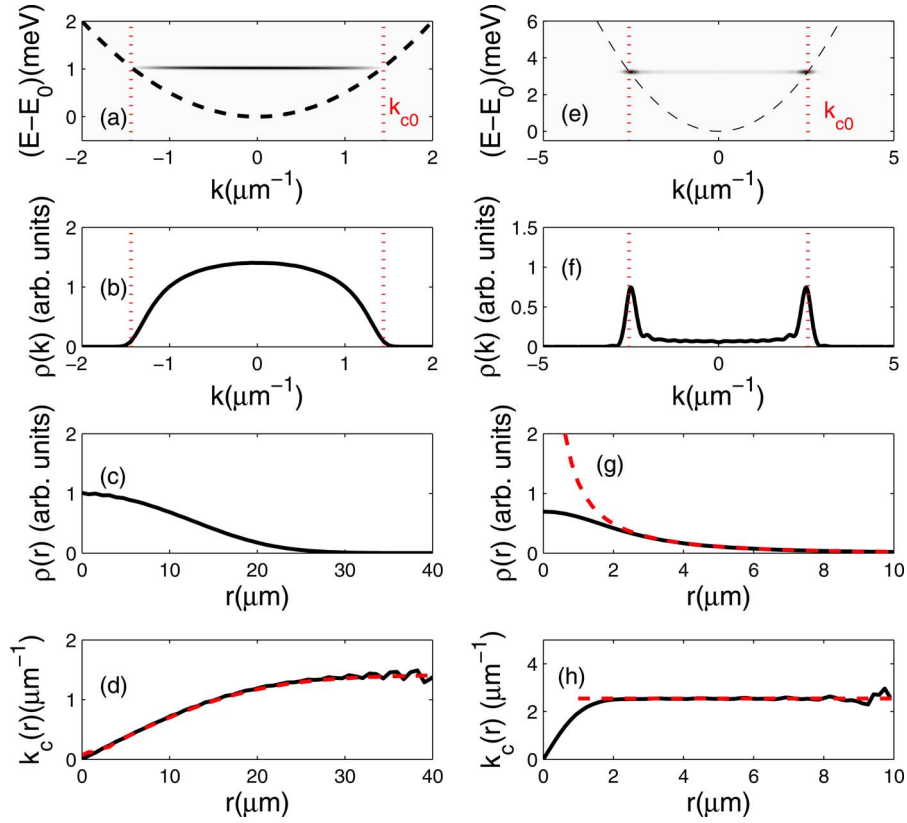 (E−E0)(meV)
2
1
0
(a)
kc0
−2 −1 0 1 2
k(μm−1)
(E−E0)(meV)
6
4
2
0
(e)
kc0
−5 0 5
k(μm−1)
ρ(k) (arb. units)
2
1
0
(b)
−2 −1 0 1 2
k(μm−1)
ρ(k) (arb. units)
1.5
1
0.5
0
(f)
−5 0 5
k(μm−1)
ρ(r) (arb. units)
2
1
0
(c)
0 10 20 30 40
r(μm)
ρ(r) (arb. units)
2
1
0
(g)
0 2 4 6 8 10
r(μm)
kc(r)(μm−1)
2
1
0
(d)
0 10 20 30 40
r(μm)
kc(r) (μm−1)
4
2
0
(h)
0 2 4 6 8 10
r(μm)